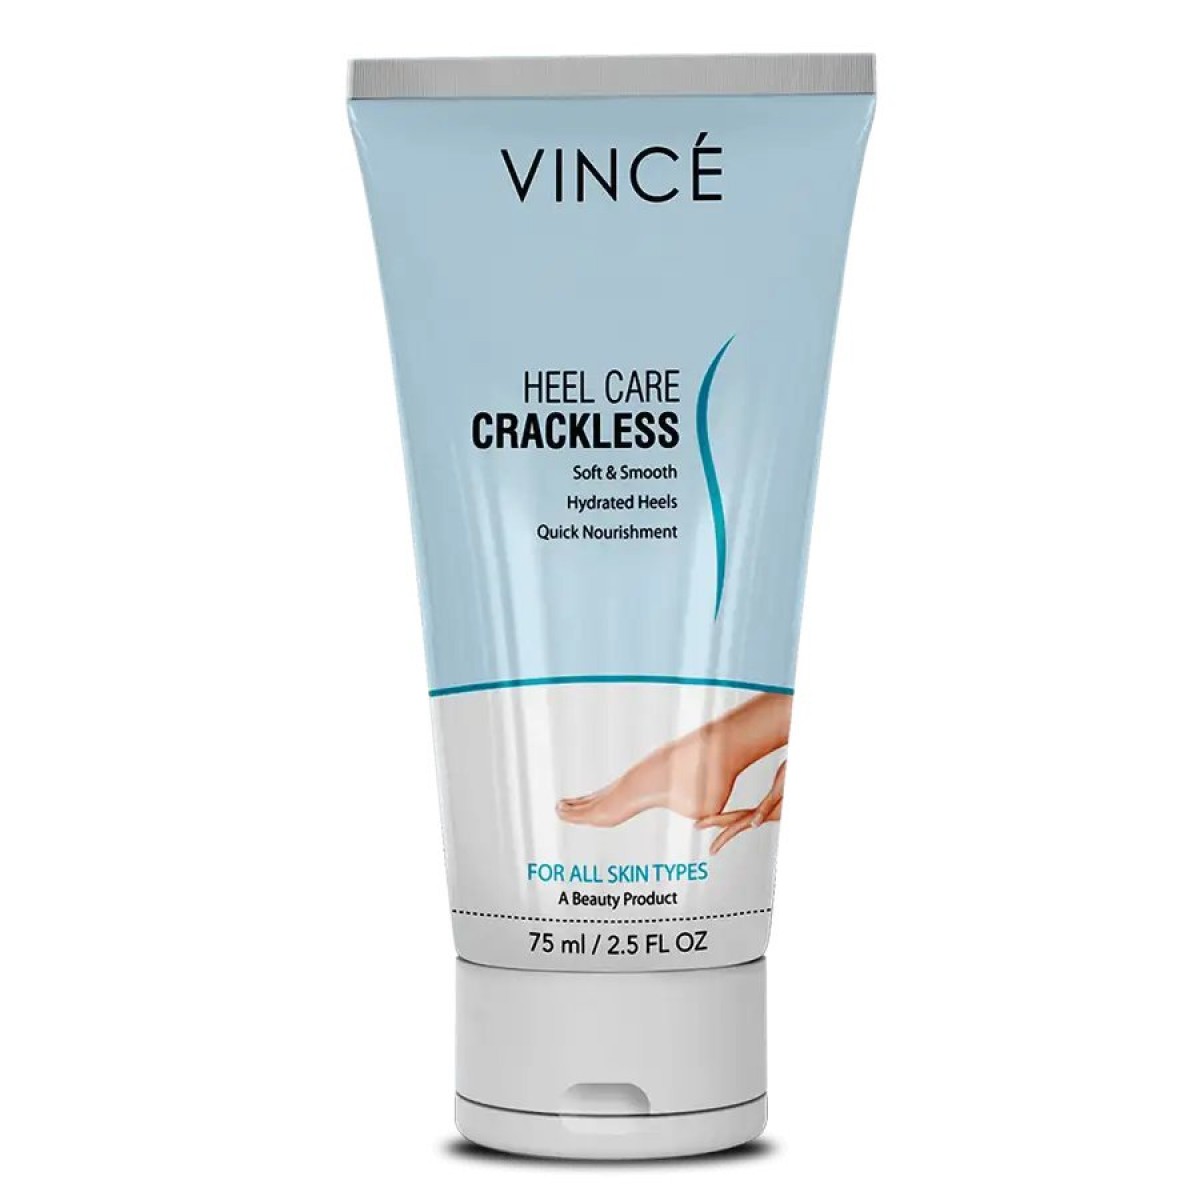 VINCÉ
HEEL CARE
CRACKLESS
Soft & Smooth
Hydrated Heels
Quick Nourishment
FOR ALL SKIN TYPES
A Beauty Product
75 ml / 2.5 FL OZ